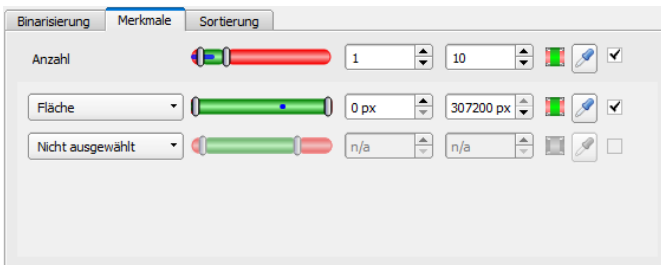 Binarisierung Merkmale Sortierung
Anzahl 1 10
Fläche 0 px 307200 px
Nicht ausgewählt n/a n/a